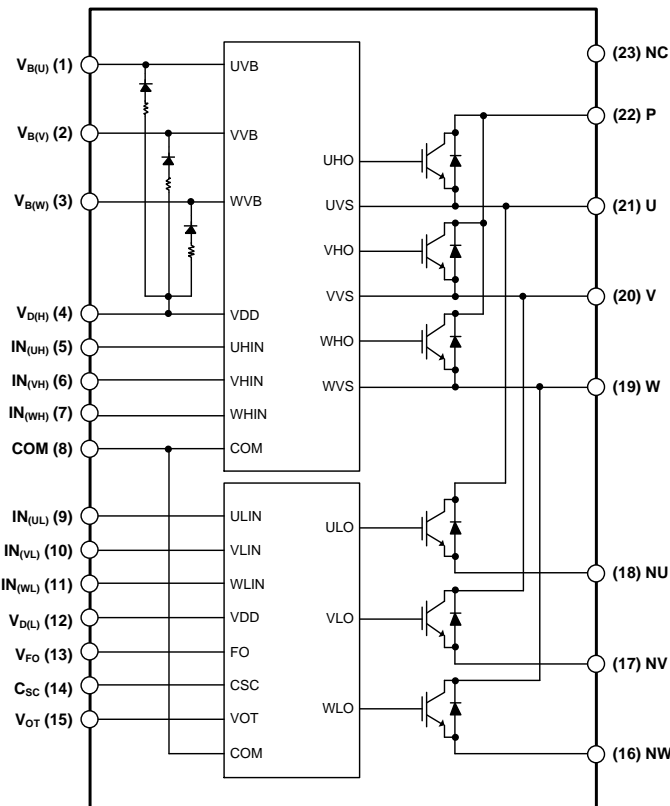 V_B(U) (1)
V_B(V) (2)
V_B(W) (3)
V_D(H) (4)
IN_(UH) (5)
IN_(VH) (6)
IN_(WH) (7)
COM (8)
IN_(UL) (9)
IN_(VL) (10)
IN_(WL) (11)
V_D(L) (12)
V_FO (13)
C_SC (14)
V_OT (15)
UVB
VVB
WVB
VDD
UHIN
VHIN
WHIN
COM
UHO
UVS
VHO
VVS
WHO
WVS
ULIN
VLIN
WLIN
VDD
FO
CSC
VOT
COM
ULO
VLO
WLO
(23) NC
(22) P
(21) U
(20) V
(19) W
(18) NU
(17) NV
(16) NW